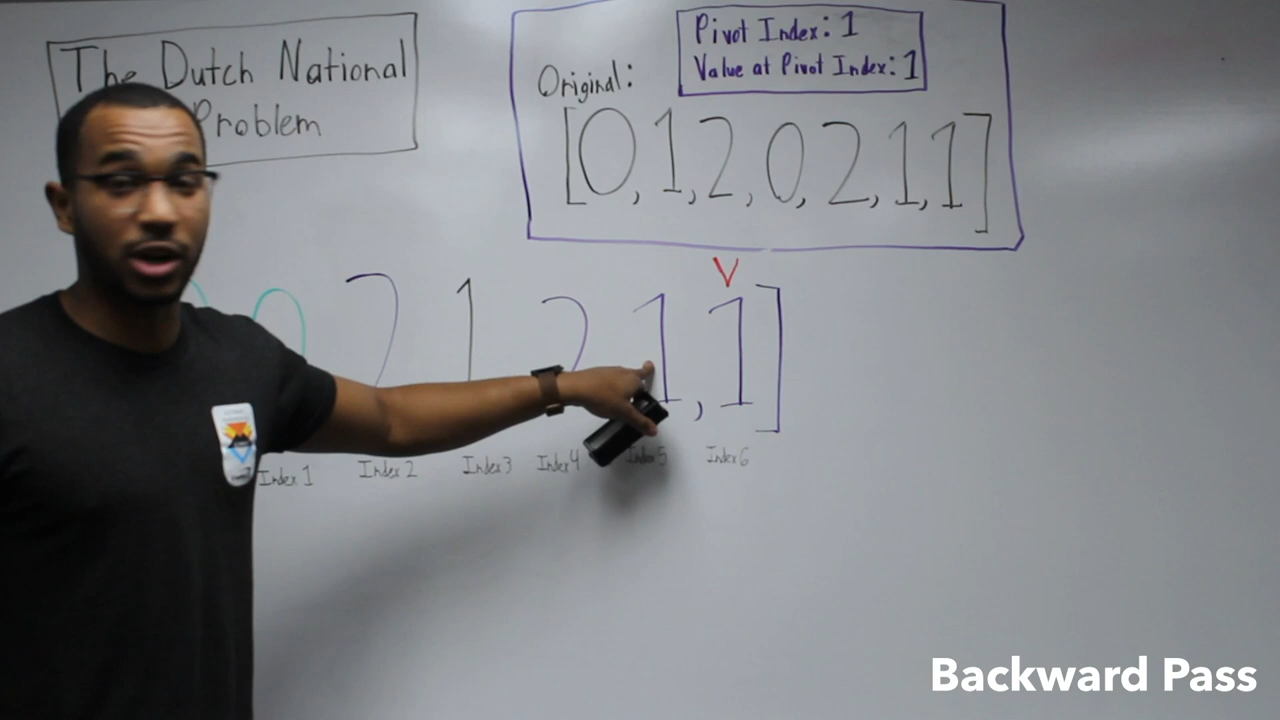 The Dutch National
Problem
Pivot Index: 1
Value at Pivot Index: 1
Original:
[0, 1, 2, 0, 2, 1, 1]
V
0 2 1 2 1, 1]
Index 1 Index 2 Index 3 Index 4 Index 5 Index 6
Backward Pass